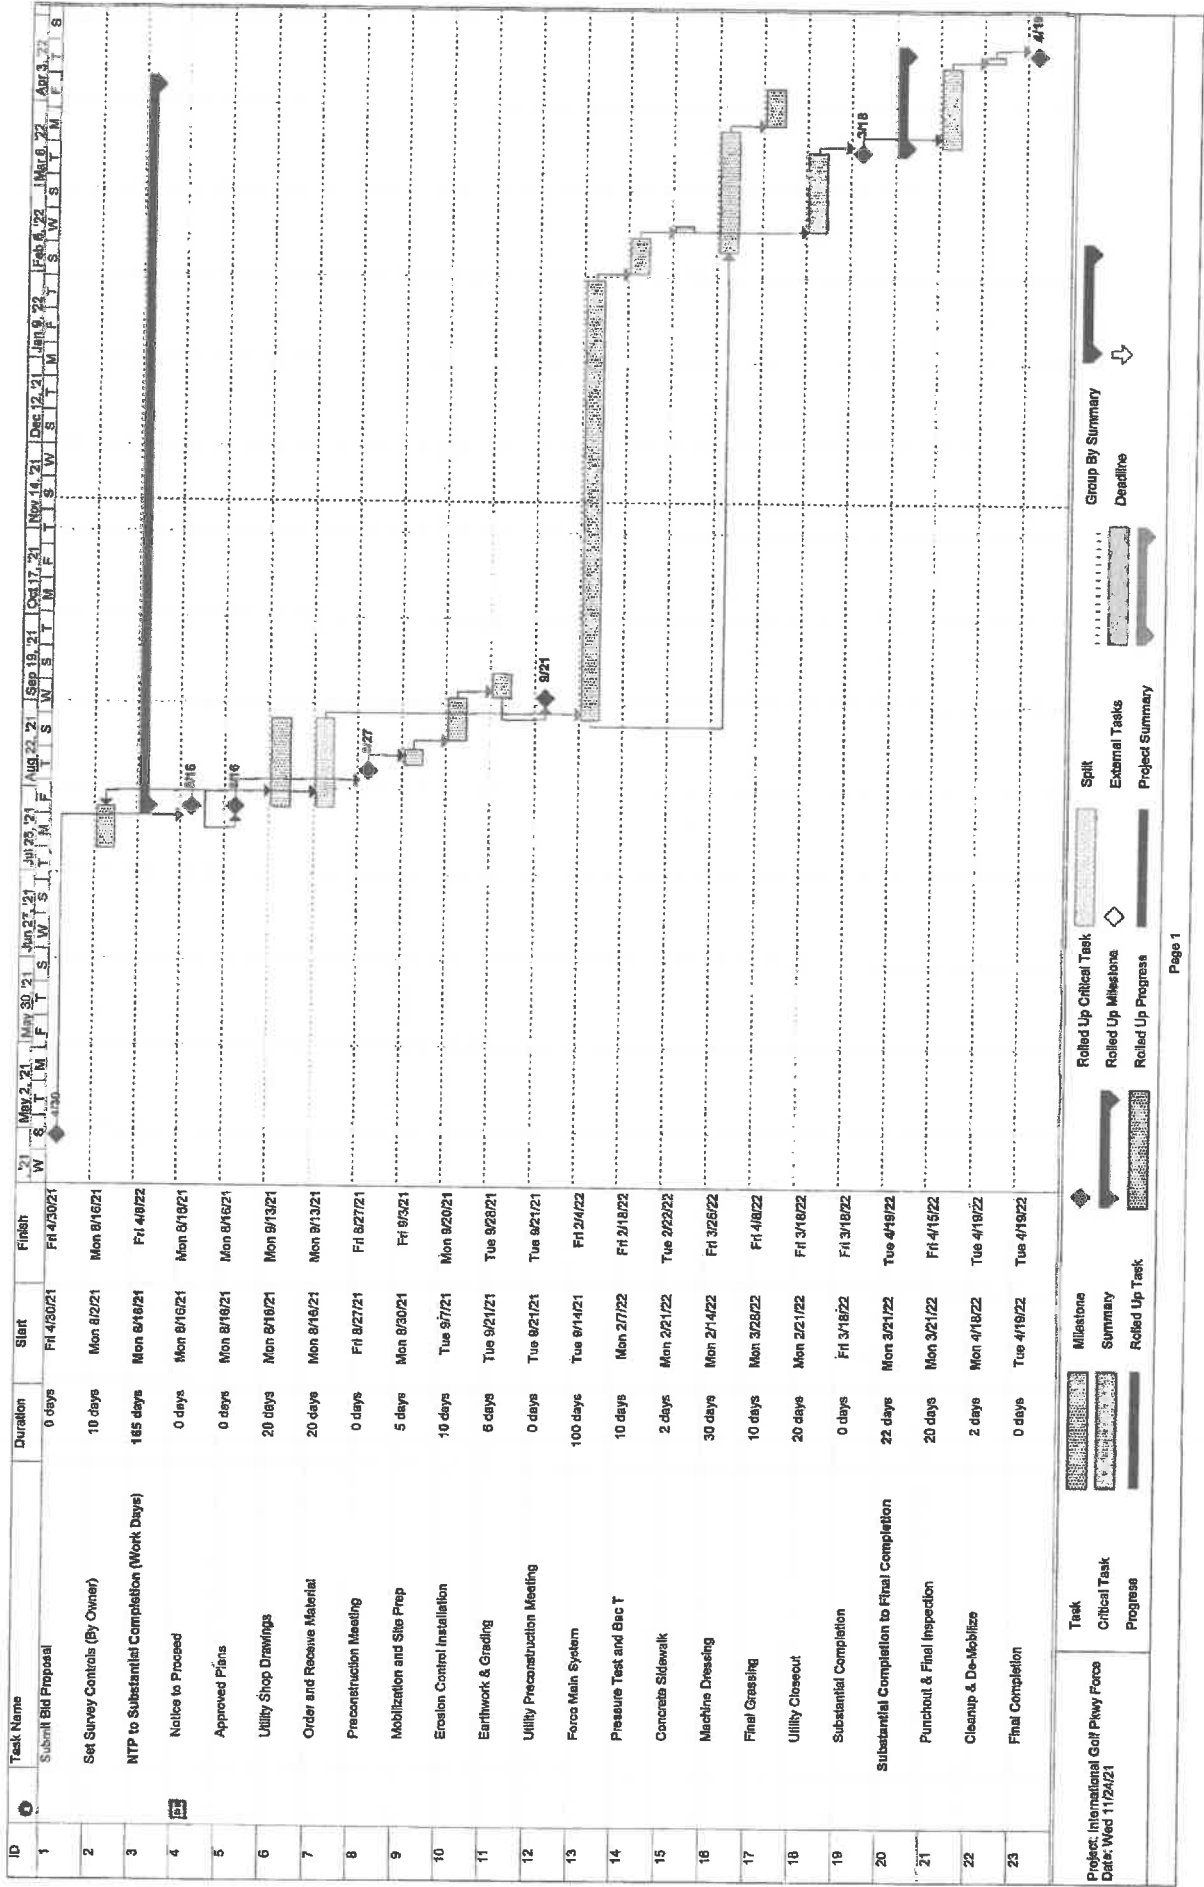 ID Task Name Duration Start Finish
1 Submit Bid Proposal 0 days Fri 4/30/21 Fri 4/30/21
2 Set Survey Controls (By Owner) 10 days Mon 8/2/21 Mon 8/16/21
3 NTP to Substantial Completion (Work Days) 165 days Mon 8/16/21 Fri 4/8/22
4 Notice to Proceed 0 days Mon 8/16/21 Mon 8/16/21
5 Approved Plans 0 days Mon 8/16/21 Mon 8/16/21
6 Utility Shop Drawings 20 days Mon 8/16/21 Mon 9/13/21
7 Order and Receive Material 20 days Mon 8/16/21 Mon 9/13/21
8 Preconstruction Meeting 0 days Fri 8/27/21 Fri 8/27/21
9 Mobilization and Site Prep 5 days Mon 8/30/21 Fri 9/3/21
10 Erosion Control Installation 10 days Tue 9/7/21 Mon 9/20/21
11 Earthwork & Grading 6 days Tue 9/21/21 Tue 9/28/21
12 Utility Preconstruction Meeting 0 days Tue 9/21/21 Tue 9/21/21
13 Force Main System 100 days Tue 9/14/21 Fri 2/4/22
14 Pressure Test and Bac T 10 days Mon 2/7/22 Fri 2/18/22
15 Concrete Sidewalk 2 days Mon 2/21/22 Tue 2/22/22
16 Machine Dressing 30 days Mon 2/14/22 Fri 3/25/22
17 Final Grassing 10 days Mon 3/28/22 Fri 4/8/22
18 Utility Closeout 20 days Mon 2/21/22 Fri 3/18/22
19 Substantial Completion 0 days Fri 3/18/22 Fri 3/18/22
20 Substantial Completion to Final Completion 22 days Mon 3/21/22 Tue 4/19/22
21 Punchout & Final Inspection 20 days Mon 3/21/22 Fri 4/15/22
22 Cleanup & De-Mobilize 2 days Mon 4/18/22 Tue 4/19/22
23 Final Completion 0 days Tue 4/19/22 Tue 4/19/22
'21 May 2, '21 May 30, '21 Jun 27, '21 Jul 25, '21 Aug 22, '21 Sep 19, '21 Oct 17, '21 Nov 14, '21 Dec 12, '21 Jan 9, '22 Feb 6, '22 Mar 6, '22 Apr 3, '22
W S T M F T S W S T M F T S W S T M F T S W S T M F T S W S T M F T S
4/30
8/16
8/16
8/27
9/21
3/18
4/19
Project: International Golf Pkwy Force
Date: Wed 11/24/21
Task Milestone Rolled Up Critical Task Split Group By Summary
Critical Task Summary Rolled Up Milestone External Tasks Deadline
Progress Rolled Up Task Rolled Up Progress Project Summary
Page 1